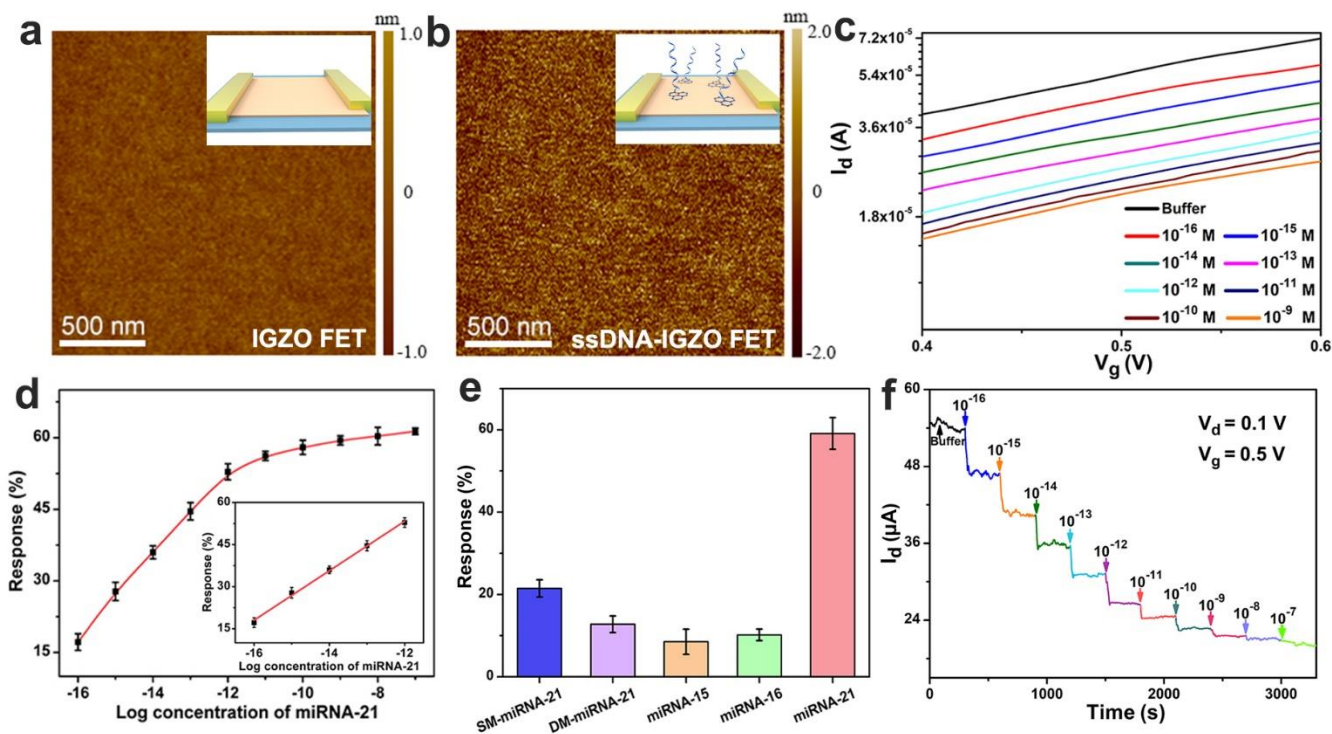 a
nm
1.0
0
-1.0
500 nm
IGZO FET
b
nm
2.0
0
-2.0
500 nm
ssDNA-IGZO FET
c
7.2x10⁻⁵
5.4x10⁻⁵
3.6x10⁻⁵
1.8x10⁻⁵
I_d (A)
Buffer
10⁻¹⁶ M 10⁻¹⁵ M
10⁻¹⁴ M 10⁻¹³ M
10⁻¹² M 10⁻¹¹ M
10⁻¹⁰ M 10⁻⁹ M
0.4 0.5 0.6
V_g (V)
d
60
45
30
15
Response (%)
-16 -14 -12 -10 -8
Log concentration of miRNA-21
60
45
30
15
Response (%)
-16 -15 -14 -13 -12
Log concentration of miRNA-21
e
80
60
40
20
0
Response (%)
SM-miRNA-21
DM-miRNA-21
miRNA-15
miRNA-16
miRNA-21
f
60
48
36
24
I_d (μA)
Buffer
10⁻¹⁶
10⁻¹⁵
10⁻¹⁴
10⁻¹³
10⁻¹²
10⁻¹¹
10⁻¹⁰
10⁻⁹
10⁻⁸
10⁻⁷
V_d = 0.1 V
V_g = 0.5 V
0 1000 2000 3000
Time (s)